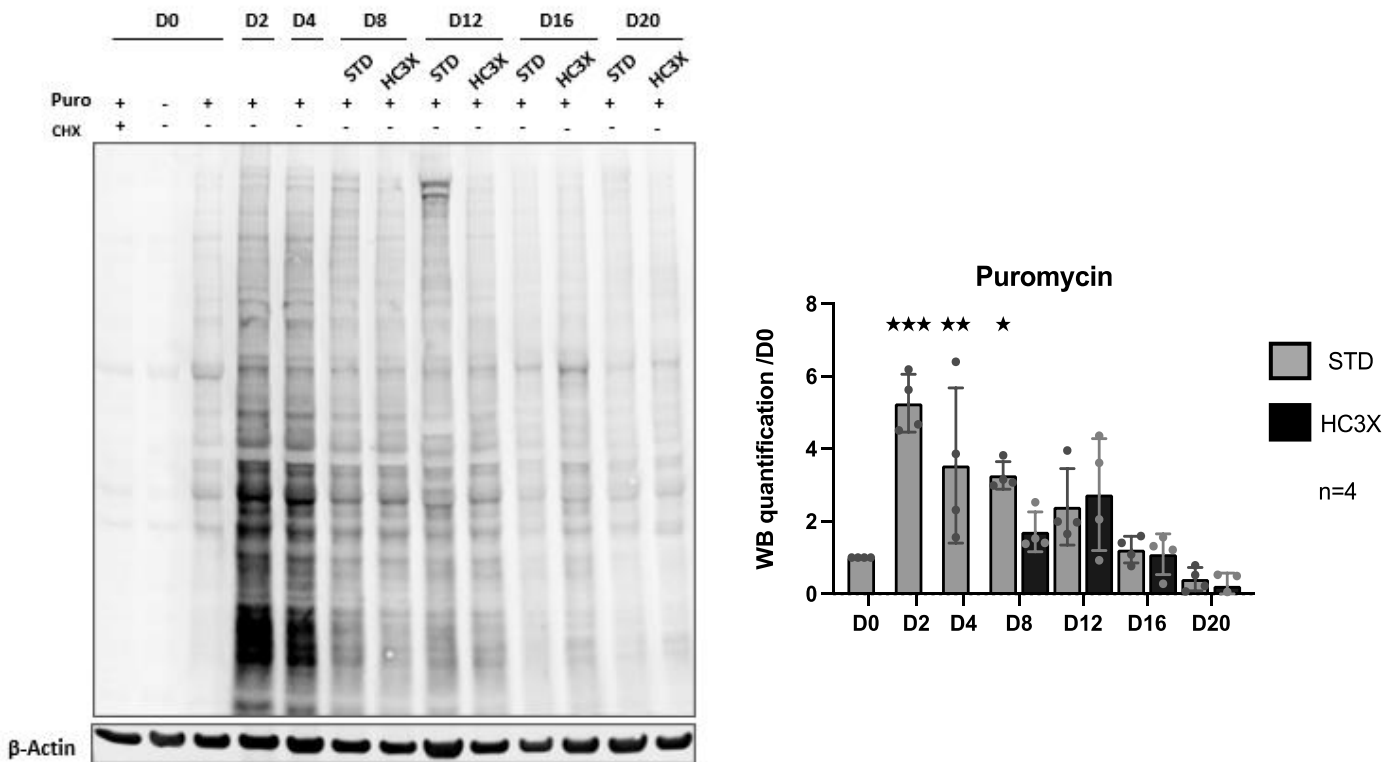 D0 D2 D4 D8 D12 D16 D20
STD HC3X STD HC3X STD HC3X STD HC3X
Puro + - + + + + + + + + + + +
CHX + - - - - - - - - - - - -
β-Actin
Puromycin
WB quantification /D0
8
6
4
2
0
★★★ ★★ ★
D0 D2 D4 D8 D12 D16 D20
STD
HC3X
n=4